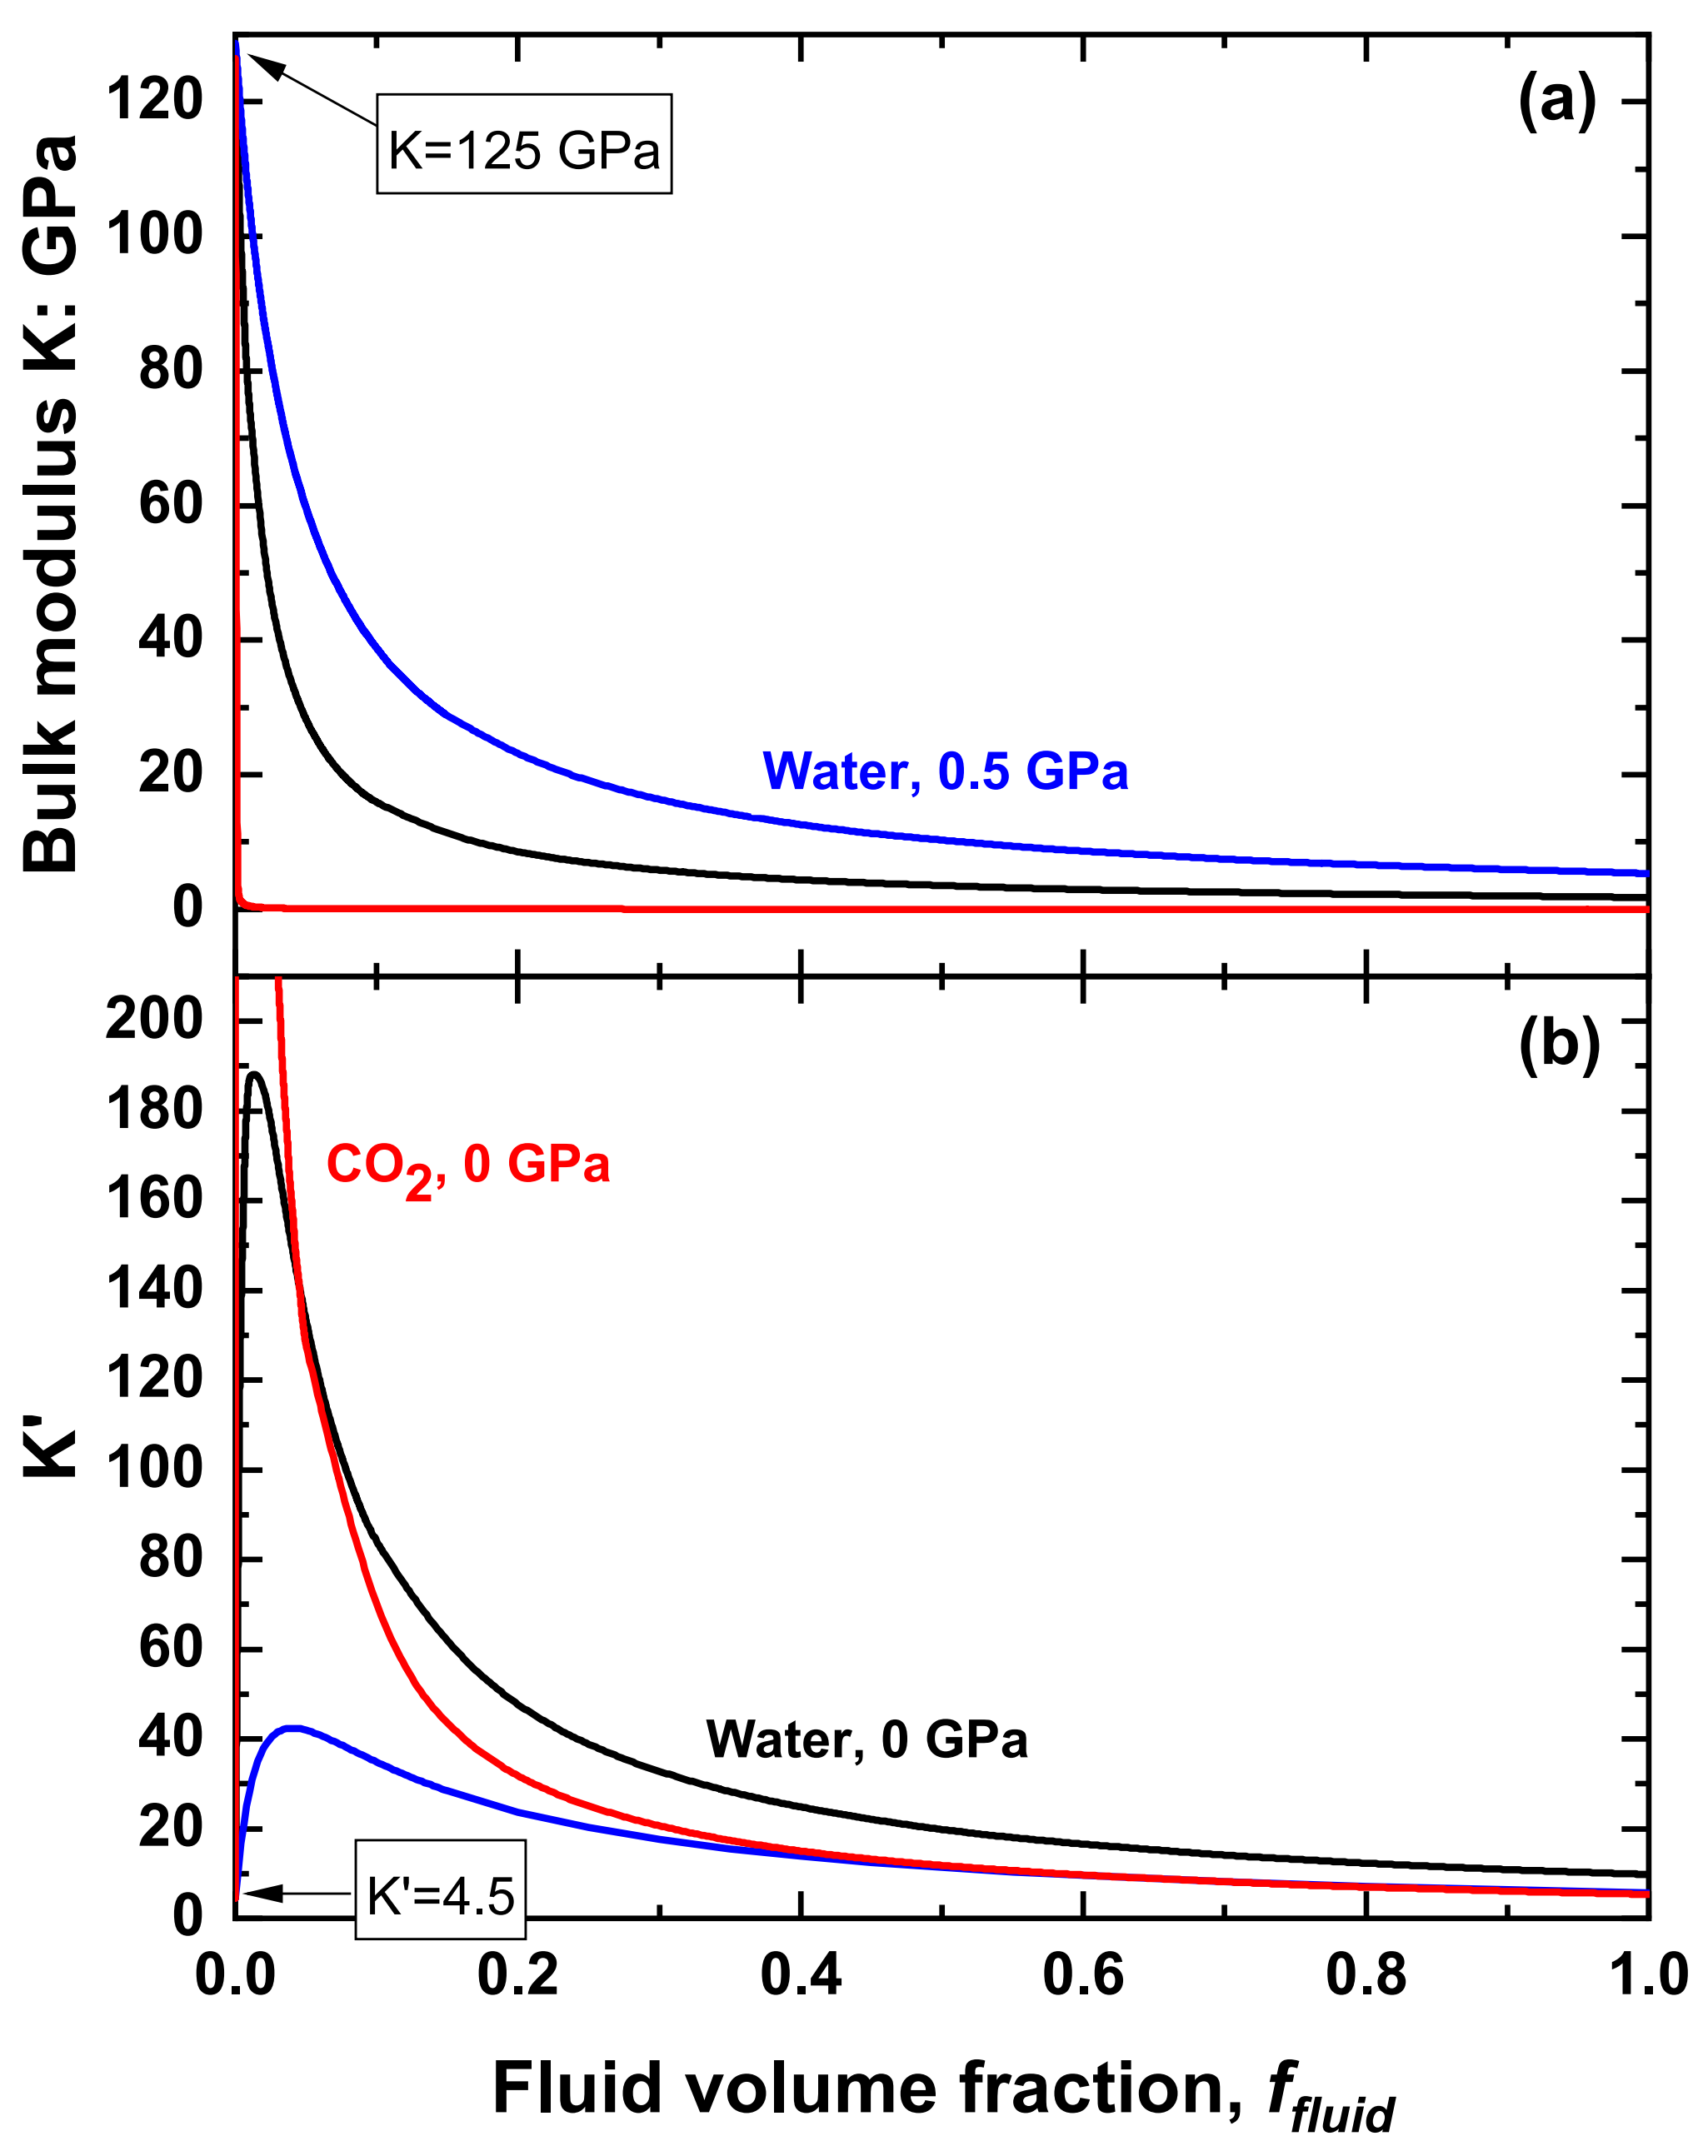 (a)
120
K=125 GPa
100
80
60
40
20
0
Bulk modulus K: GPa
Water, 0.5 GPa
(b)
200
180
160
140
120
100
80
60
40
20
0
K'
CO2, 0 GPa
Water, 0 GPa
K'=4.5
0.0 0.2 0.4 0.6 0.8 1.0
Fluid volume fraction, ffluid